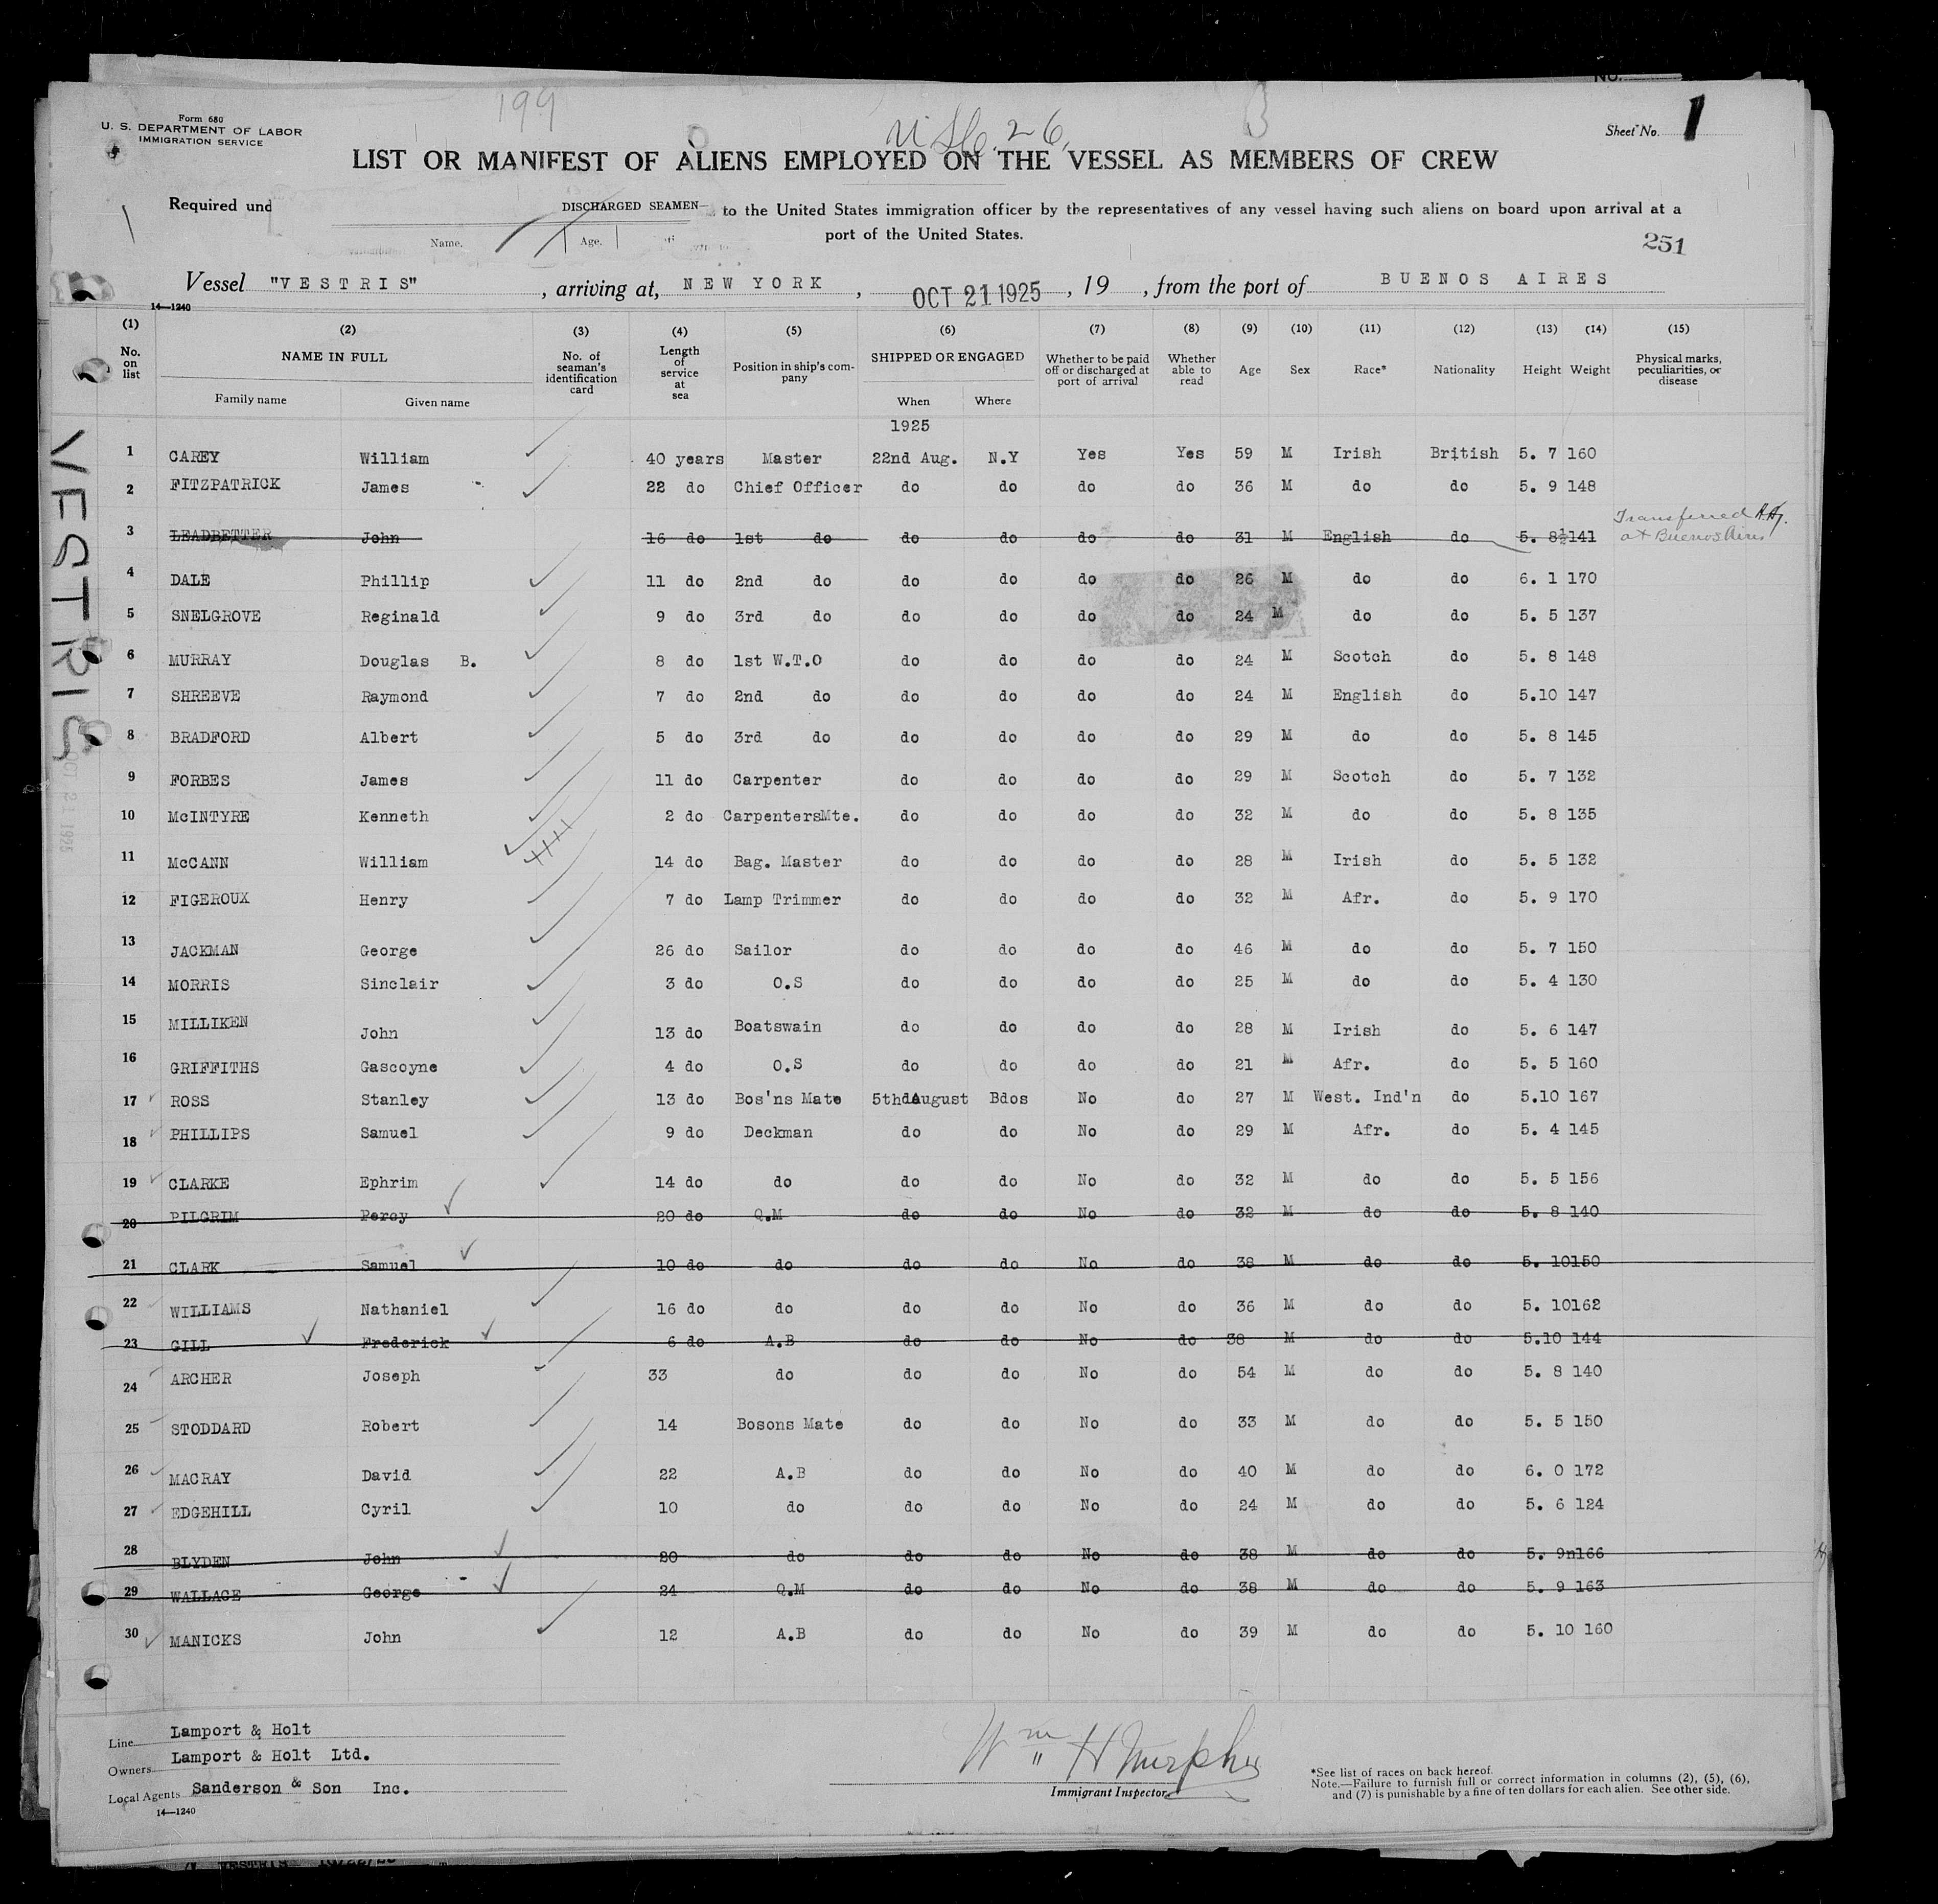 199
26
Form 680
U. S. DEPARTMENT OF LABOR
IMMIGRATION SERVICE
Sheet No. 1
LIST OR MANIFEST OF ALIENS EMPLOYED ON THE VESSEL AS MEMBERS OF CREW
Required und DISCHARGED SEAMEN to the United States immigration officer by the representatives of any vessel having such aliens on board upon arrival at a
Name. Age. port of the United States.
251
Vessel "VESTRIS", arriving at, NEW YORK, OCT 21 1925, 19 , from the port of BUENOS AIRES
14—1240
(1) (2) (3) (4) (5) (6) (7) (8) (9) (10) (11) (12) (13) (14) (15)
No. on list NAME IN FULL Family name Given name No. of seaman's identification card Length of service at sea Position in ship's company SHIPPED OR ENGAGED When Where Whether to be paid off or discharged at port of arrival Whether able to read Age Sex Race* Nationality Height Weight Physical marks, peculiarities, or disease
1925
1 CAREY William 40 years Master 22nd Aug. N.Y Yes Yes 59 M Irish British 5. 7 160
2 FITZPATRICK James 22 do Chief Officer do do do do 36 M do do 5. 9 148
3 LEADBETTER John 16 do 1st do do do do do 31 M English do 5. 8½ 141 Transferred at Buenos Aires
4 DALE Phillip 11 do 2nd do do do do do 26 M do do 6. 1 170
5 SNELGROVE Reginald 9 do 3rd do do do do do 24 M do do 5. 5 137
6 MURRAY Douglas B. 8 do 1st W.T.O do do do do 24 M Scotch do 5. 8 148
7 SHREEVE Raymond 7 do 2nd do do do do do 24 M English do 5.10 147
8 BRADFORD Albert 5 do 3rd do do do do do 29 M do do 5. 8 145
9 FORBES James 11 do Carpenter do do do do 29 M Scotch do 5. 7 132
10 McINTYRE Kenneth 2 do CarpentersMte. do do do do 32 M do do 5. 8 135
11 McCANN William 14 do Bag. Master do do do do 28 M Irish do 5. 5 132
12 FIGEROUX Henry 7 do Lamp Trimmer do do do do 32 M Afr. do 5. 9 170
13 JACKMAN George 26 do Sailor do do do do 46 M do do 5. 7 150
14 MORRIS Sinclair 3 do O.S do do do do 25 M do do 5. 4 130
15 MILLIKEN John 13 do Boatswain do do do do 28 M Irish do 5. 6 147
16 GRIFFITHS Gascoyne 4 do O.S do do do do 21 M Afr. do 5. 5 160
17 ROSS Stanley 13 do Bos'ns Mate 5th August Bdos No do 27 M West. Ind'n do 5.10 167
18 PHILLIPS Samuel 9 do Deckman do do No do 29 M Afr. do 5. 4 145
19 CLARKE Ephrim 14 do do do do No do 32 M do do 5. 5 156
20 PILGRIM Percy 20 do Q.M do do No do 32 M do do 5. 8 140
21 CLARK Samuel 10 do do do do No do 38 M do do 5. 10150
22 WILLIAMS Nathaniel 16 do do do do No do 36 M do do 5. 10162
23 GILL Frederick 6 do A.B do do No do 38 M do do 5.10 144
24 ARCHER Joseph 33 do do do No do 54 M do do 5. 8 140
25 STODDARD Robert 14 Bosons Mate do do No do 33 M do do 5. 5 150
26 MACRAY David 22 A.B do do No do 40 M do do 6. 0 172
27 EDGEHILL Cyril 10 do do do No do 24 M do do 5. 6 124
28 BLYDEN John 20 do do do No do 38 M do do 5. 9n166
29 WALLACE George 24 Q.M do do No do 38 M do do 5. 9 163
30 MANICKS John 12 A.B do do No do 39 M do do 5. 10 160
VESTRIS
OCT 21 1925
Line Lamport & Holt
Owners Lamport & Holt Ltd.
Local Agents Sanderson & Son Inc.
14—1240
Wm H Murphy
Immigrant Inspector.
*See list of races on back hereof.
Note.—Failure to furnish full or correct information in columns (2), (5), (6),
and (7) is punishable by a fine of ten dollars for each alien. See other side.